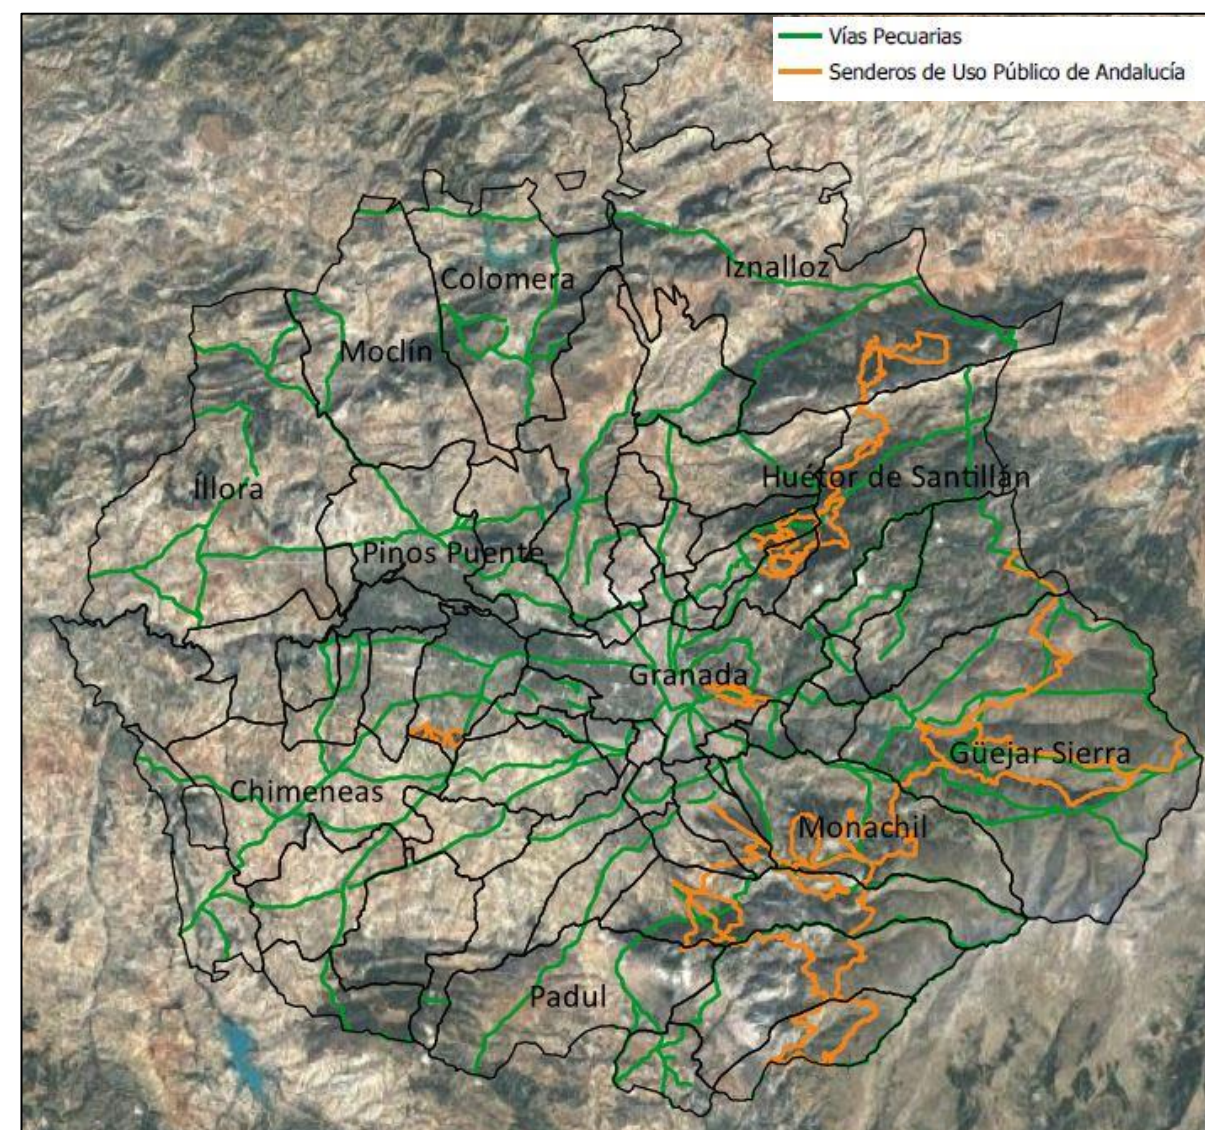 Vías Pecuarias
Senderos de Uso Público de Andalucía
Iznalloz
Colomera
Moclín
Huétor de Santillán
Íllora
Pinos Puente
Granada
Güejar Sierra
Chimeneas
Monachil
Padul